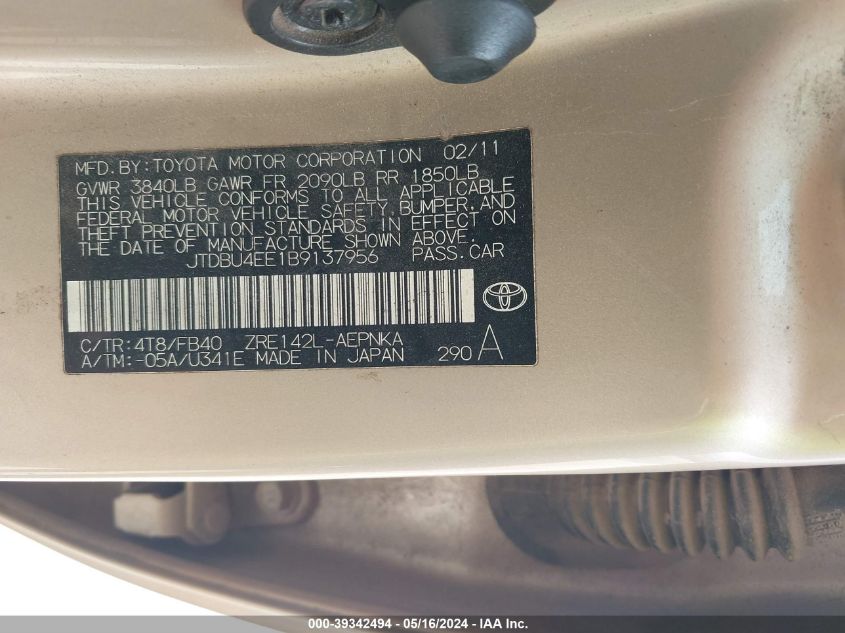 MFD.BY:TOYOTA MOTOR CORPORATION 02/11
GVWR 3840LB GAWR FR 2090LB RR 1850LB
THIS VEHICLE CONFORMS TO ALL APPLICABLE
FEDERAL MOTOR VEHICLE SAFETY,BUMPER,AND
THEFT PREVENTION STANDARDS IN EFFECT ON
THE DATE OF MANUFACTURE SHOWN ABOVE.
JTDBU4EE1B9137956 PASS.CAR
C/TR:4T8/FB40 ZRE142L-AEPNKA
A/TM:-05A/U341E MADE IN JAPAN 290 A
000-39342494 - 05/16/2024 - IAA Inc.